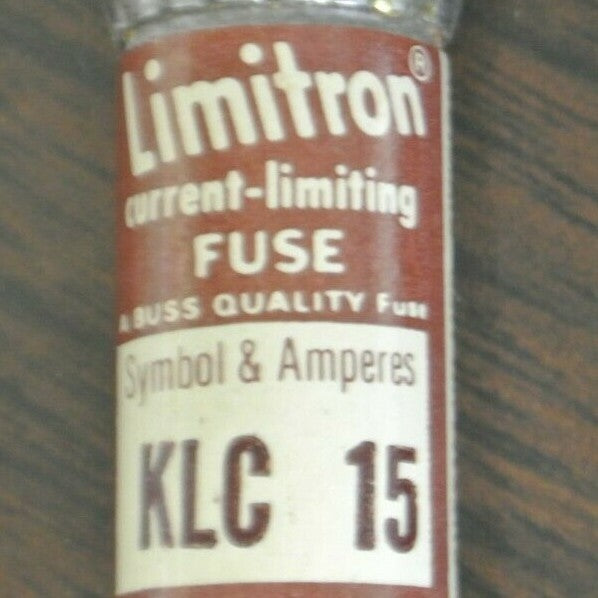 Limitron®
current-limiting
FUSE
A BUSS QUALITY Fuse
Symbol & Amperes
KLC 15